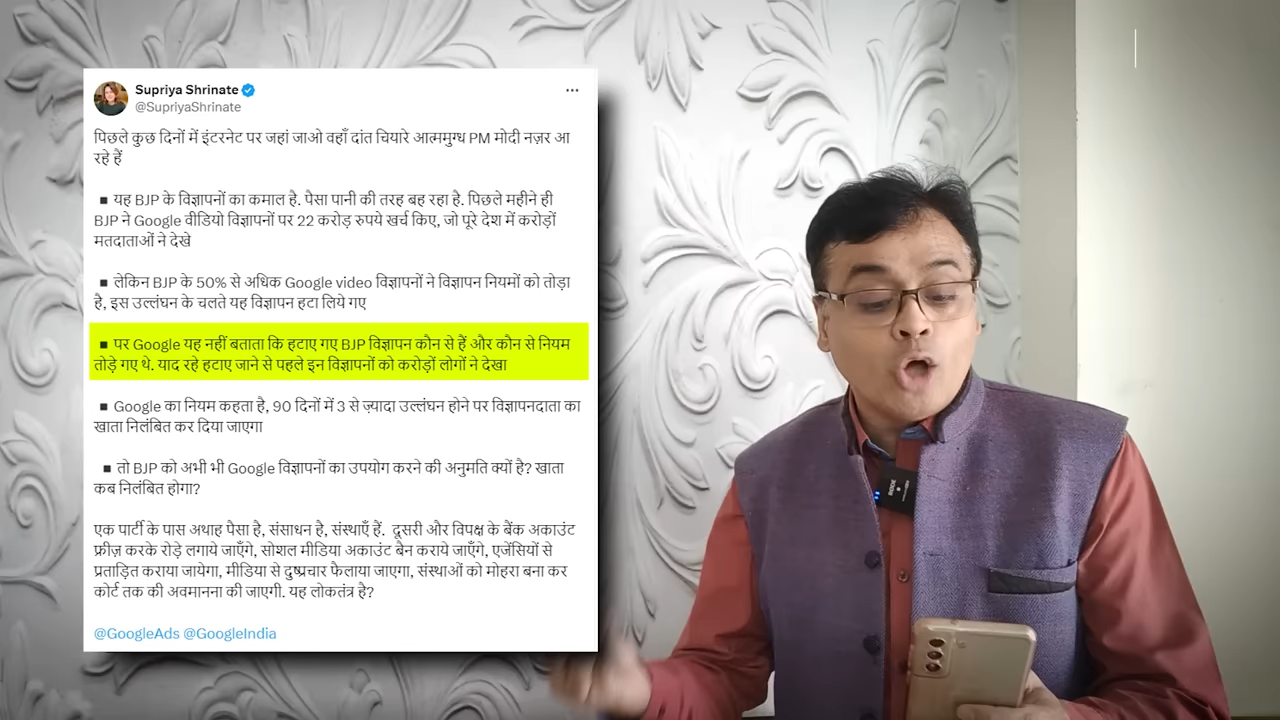 Supriya Shrinate
@SupriyaShrinate
पिछले कुछ दिनों में इंटरनेट पर जहां जाओ वहाँ दांत चियारे आत्ममुग्ध PM मोदी नज़र आ
रहे हैं
▪️ यह BJP के विज्ञापनों का कमाल है. पैसा पानी की तरह बह रहा है. पिछले महीने ही
BJP ने Google वीडियो विज्ञापनों पर 22 करोड़ रुपये खर्च किए, जो पूरे देश में करोड़ों
मतदाताओं ने देखे
▪️ लेकिन BJP के 50% से अधिक Google video विज्ञापनों ने विज्ञापन नियमों को तोड़ा
है, इस उल्लंघन के चलते यह विज्ञापन हटा लिये गए
▪️ पर Google यह नहीं बताता कि हटाए गए BJP विज्ञापन कौन से हैं और कौन से नियम
तोड़े गए थे. याद रहे हटाए जाने से पहले इन विज्ञापनों को करोड़ों लोगों ने देखा
▪️ Google का नियम कहता है, 90 दिनों में 3 से ज़्यादा उल्लंघन होने पर विज्ञापनदाता का
खाता निलंबित कर दिया जाएगा
▪️ तो BJP को अभी भी Google विज्ञापनों का उपयोग करने की अनुमति क्यों है? खाता
कब निलंबित होगा?
एक पार्टी के पास अथाह पैसा है, संसाधन है, संस्थाएँ हैं. दूसरी और विपक्ष के बैंक अकाउंट
फ्रीज़ करके रोड़े लगाये जाएँगे, सोशल मीडिया अकाउंट बैन कराये जाएँगे, एजेंसियों से
प्रताड़ित कराया जायेगा, मीडिया से दुष्प्रचार फैलाया जाएगा, संस्थाओं को मोहरा बना कर
कोर्ट तक की अवमानना की जाएगी. यह लोकतंत्र है?
@GoogleAds @GoogleIndia
RODE